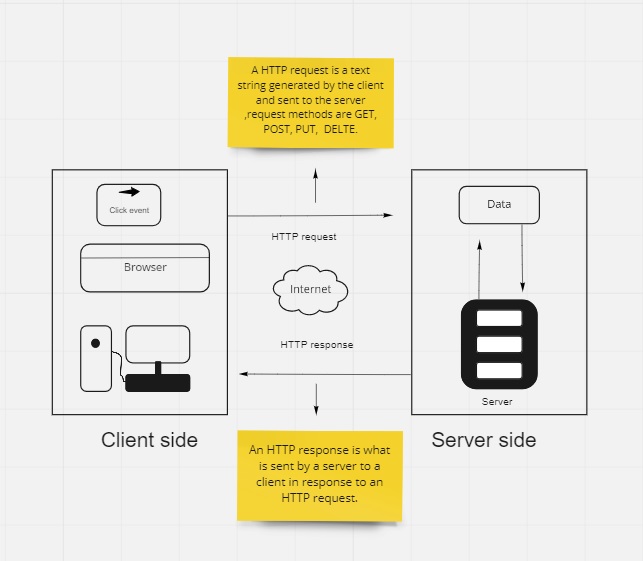 A HTTP request is a text
string generated by the client
and sent to the server
,request methods are GET,
POST, PUT, DELTE.
Click event
Browser
HTTP request
Internet
HTTP response
Data
Server
Client side
Server side
An HTTP response is what
is sent by a server to a
client in response to an
HTTP request.